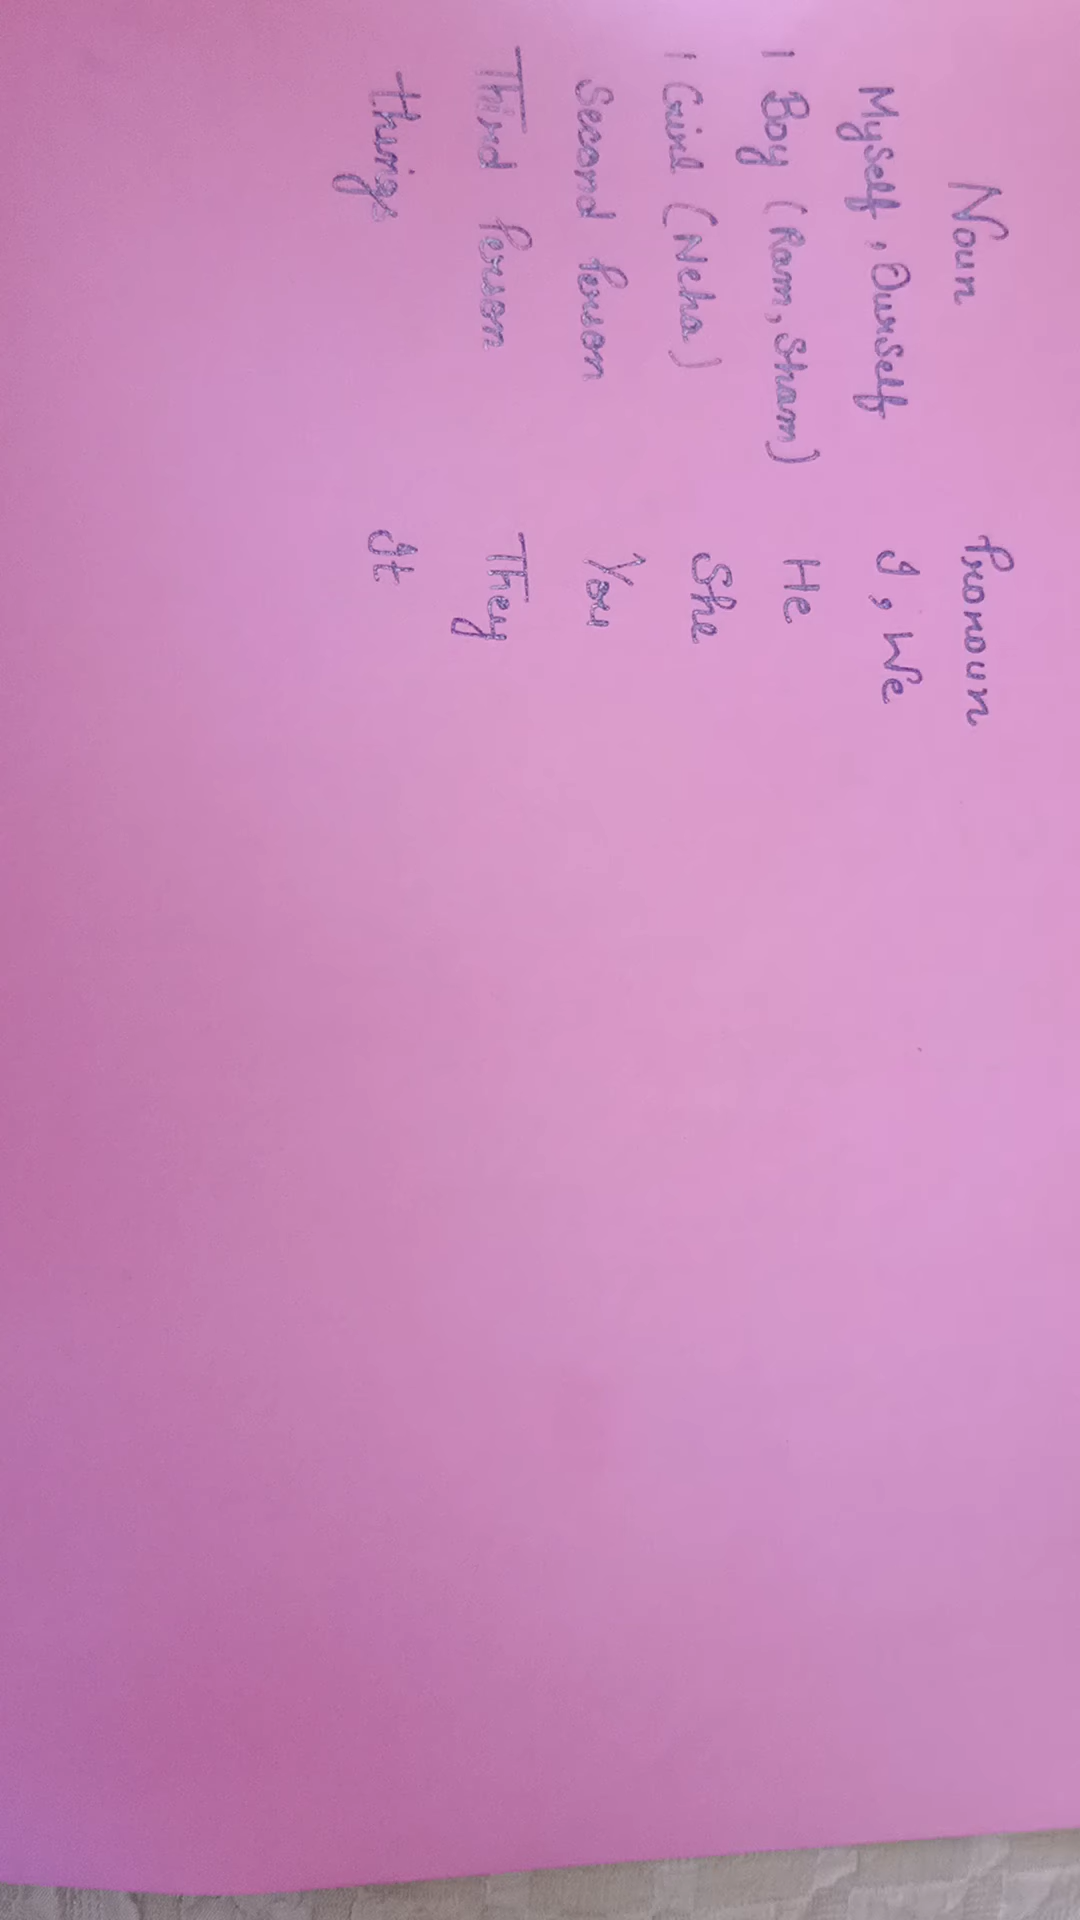 Noun Pronoun
Myself, Ourself I, We
1 Boy (Ram, Sham) He
1 Girl (Neha) She
Second Person You
Third Person They
things It